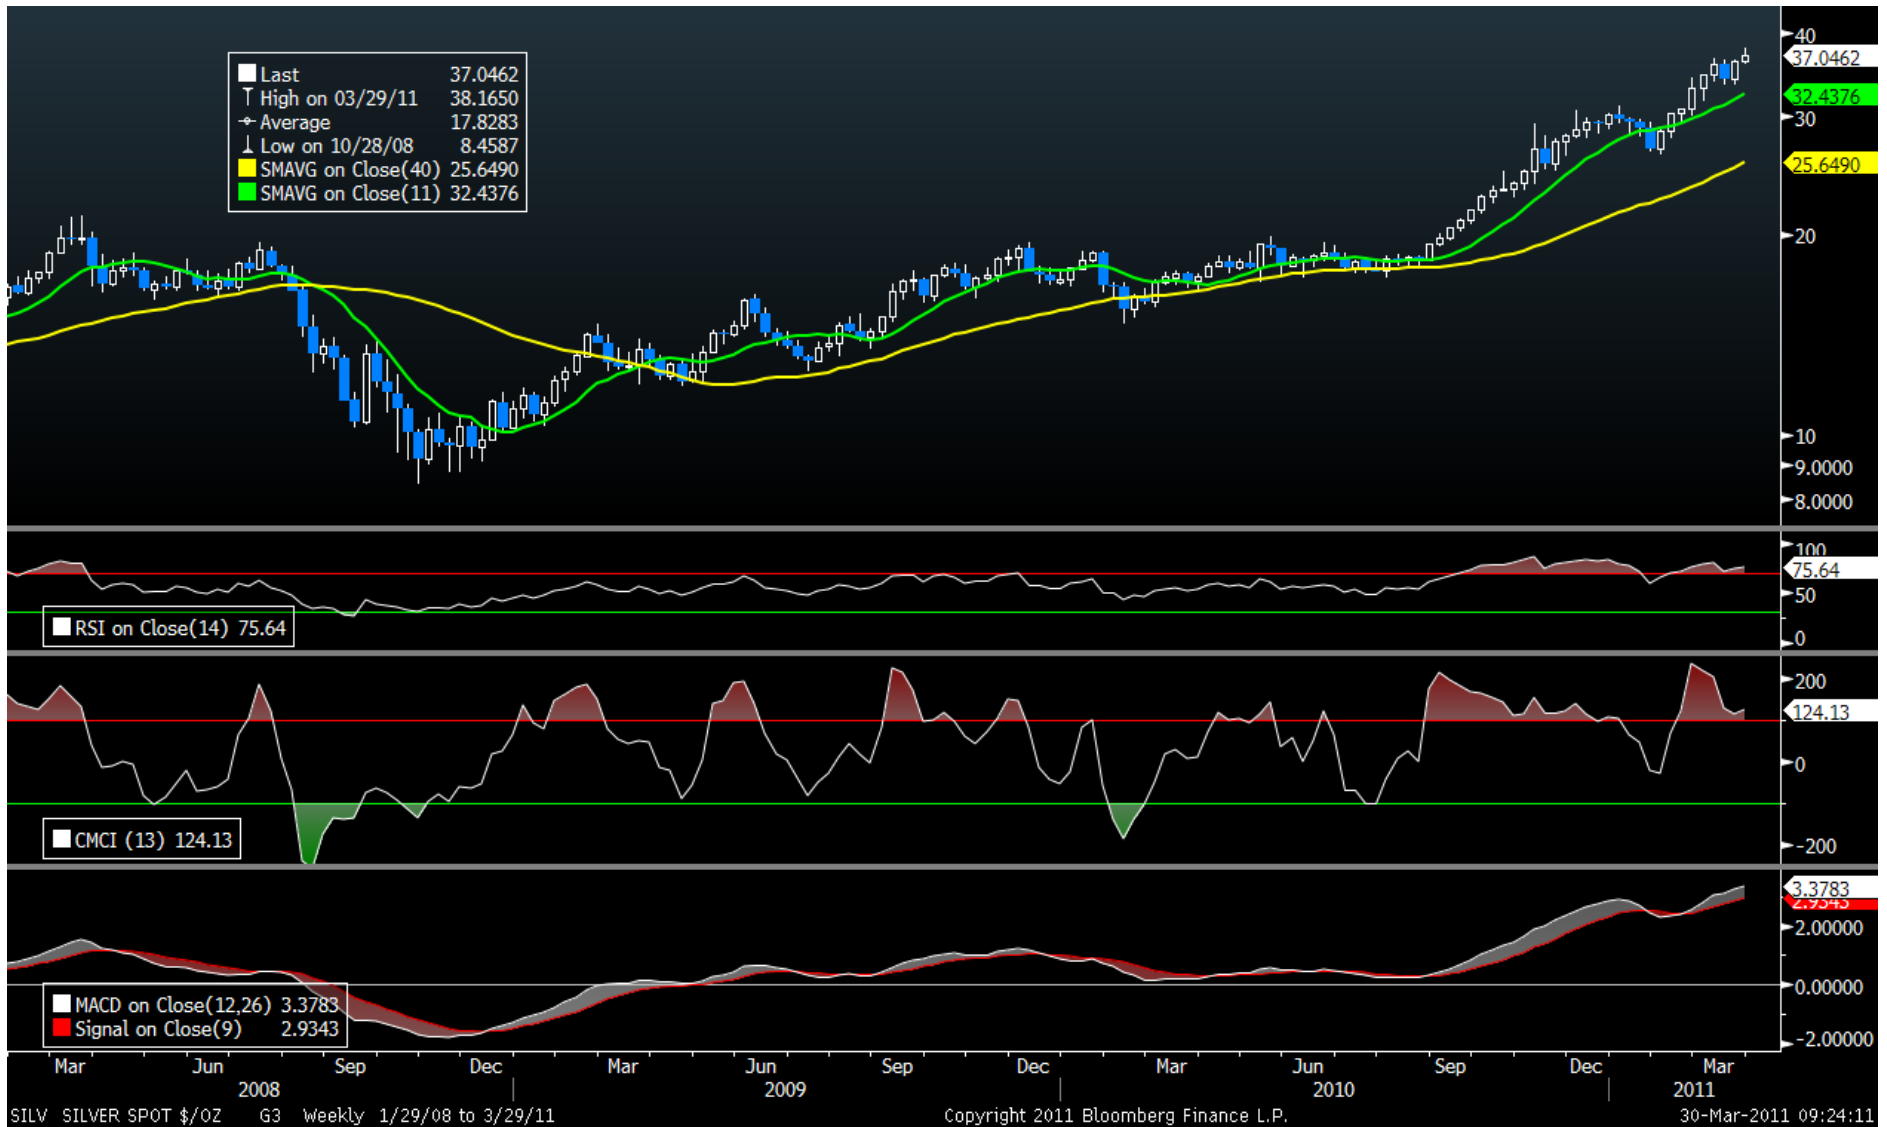 Last 37.0462
High on 03/29/11 38.1650
Average 17.8283
Low on 10/28/08 8.4587
SMAVG on Close(40) 25.6490
SMAVG on Close(11) 32.4376
40
37.0462
32.4376
30
25.6490
20
10
9.0000
8.0000
100
75.64
50
0
RSI on Close(14) 75.64
200
124.13
0
-200
CMCI (13) 124.13
3.3783
2.9343
2.00000
0.00000
-2.00000
MACD on Close(12,26) 3.3783
Signal on Close(9) 2.9343
Mar Jun Sep Dec Mar Jun Sep Dec Mar Jun Sep Dec Mar
2008 2009 2010 2011
SILV SILVER SPOT $/OZ G3 Weekly 1/29/08 to 3/29/11 Copyright 2011 Bloomberg Finance L.P. 30-Mar-2011 09:24:11